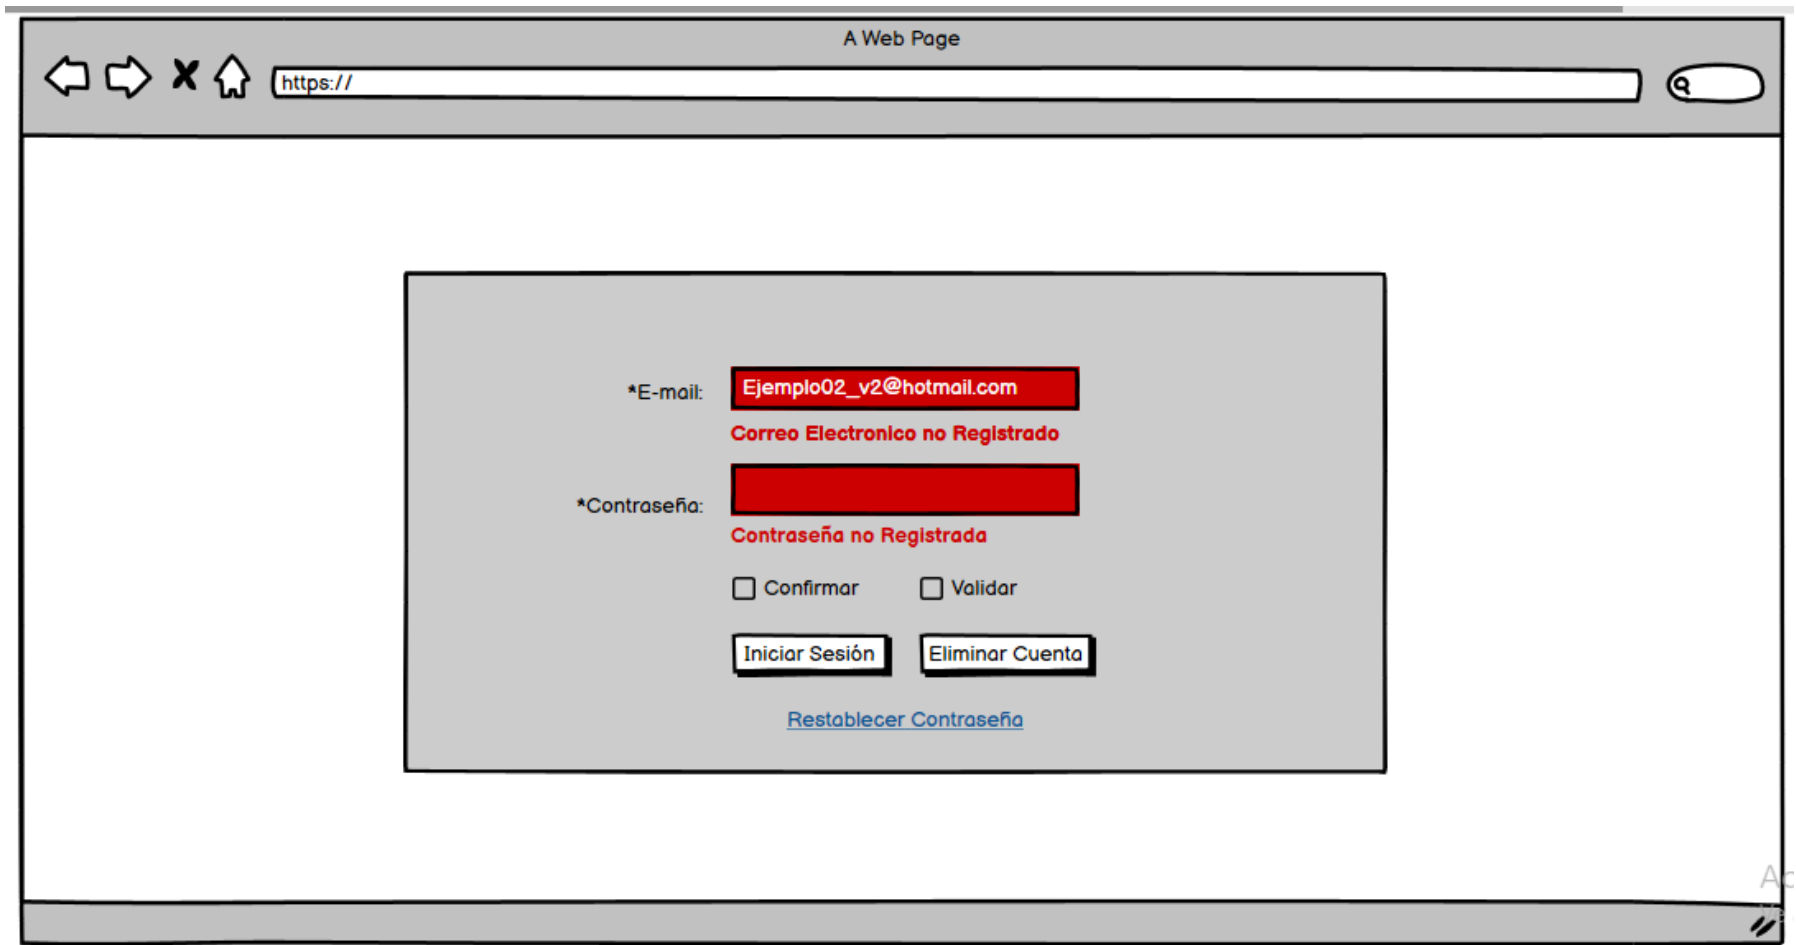 A Web Page
https://
*E-mail:
Ejemplo02_v2@hotmail.com
Correo Electronico no Registrado
*Contraseña:
Contraseña no Registrada
Confirmar Validar
Iniciar Sesión Eliminar Cuenta
Restablecer Contraseña